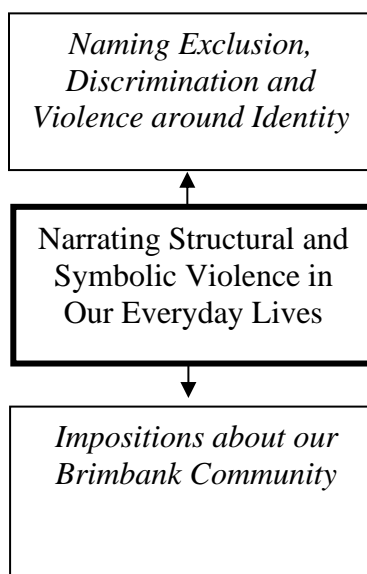 Naming Exclusion,
Discrimination and
Violence around Identity
Narrating Structural and
Symbolic Violence in
Our Everyday Lives
Impositions about our
Brimbank Community